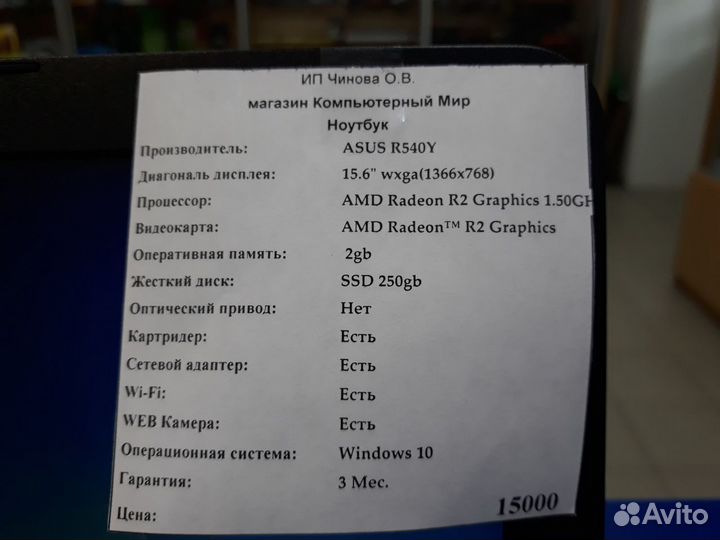 ИП Чинова О.В.
магазин Компьютерный Мир
Ноутбук
Производитель: ASUS R540Y
Диагональ дисплея: 15.6" wxga(1366x768)
Процессор: AMD Radeon R2 Graphics 1.50GH
Видеокарта: AMD Radeon™ R2 Graphics
Оперативная память: 2gb
Жесткий диск: SSD 250gb
Оптический привод: Нет
Картридер: Есть
Сетевой адаптер: Есть
Wi-Fi: Есть
WEB Камера: Есть
Операционная система: Windows 10
Гарантия: 3 Мес.
Цена: 15000
Avito